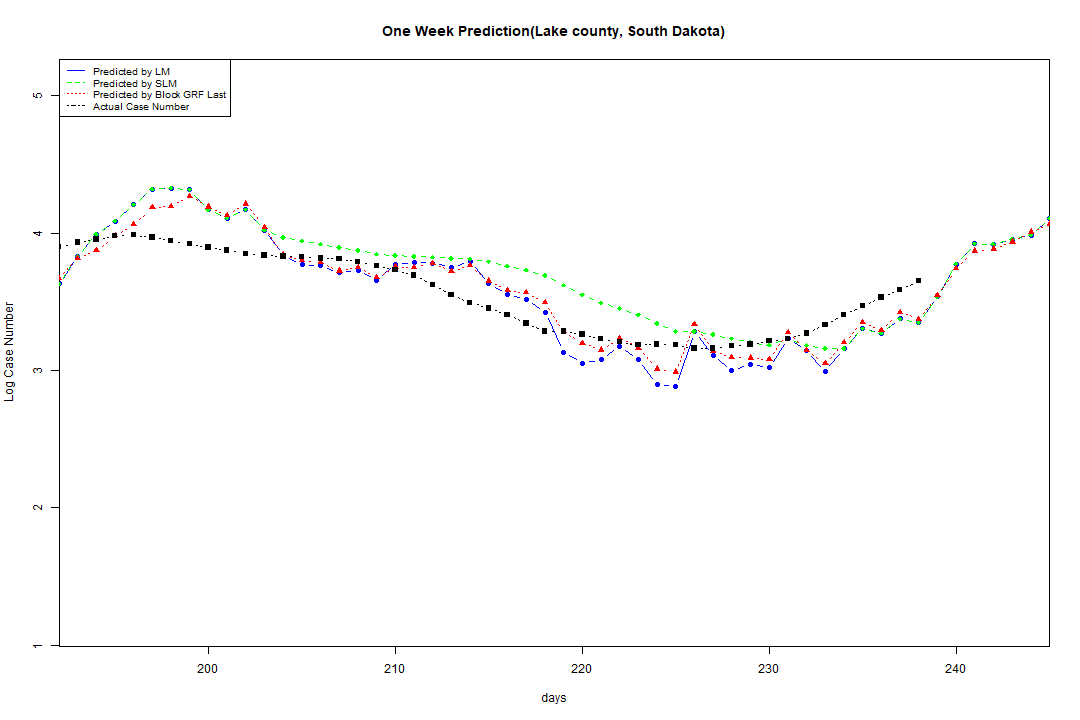 One Week Prediction(Lake county, South Dakota)
Predicted by LM
Predicted by SLM
Predicted by Block GRF Last
Actual Case Number
Log Case Number
5
4
3
2
1
200 210 220 230 240
days